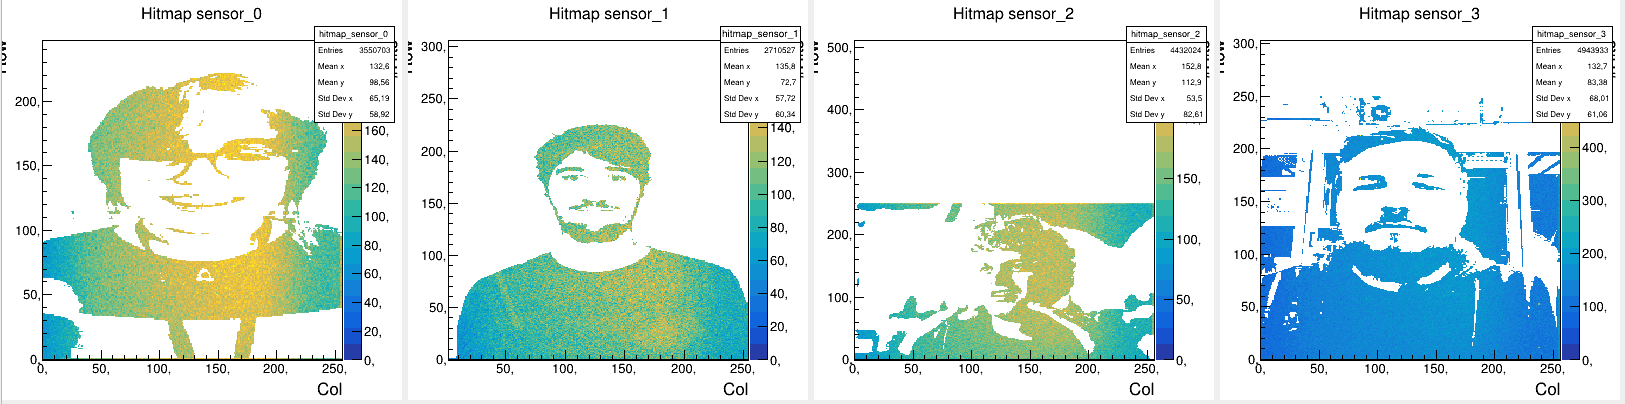 Hitmap sensor_0
hitmap_sensor_0
Entries 3550703
Mean x 132,6
Mean y 98,56
Std Dev x 65,19
Std Dev y 58,92
200,
150,
100,
50,
0,
0, 50, 100, 150, 200, 250,
Col
160,
140,
120,
100,
80,
60,
40,
20,
0,
Hitmap sensor_1
hitmap_sensor_1
Entries 2710527
Mean x 135,8
Mean y 72,7
Std Dev x 57,72
Std Dev y 60,34
300,
250,
200,
150,
100,
50,
0,
0, 50, 100, 150, 200, 250,
Col
140,
120,
100,
80,
60,
40,
20,
0,
Hitmap sensor_2
hitmap_sensor_2
Entries 4432024
Mean x 152,8
Mean y 112,9
Std Dev x 53,5
Std Dev y 82,61
500,
400,
300,
200,
100,
0,
0, 50, 100, 150, 200, 250,
Col
150,
100,
50,
0,
Hitmap sensor_3
hitmap_sensor_3
Entries 4943933
Mean x 132,7
Mean y 83,38
Std Dev x 68,01
Std Dev y 61,06
300,
250,
200,
150,
100,
50,
0,
0, 50, 100, 150, 200, 250,
Col
400,
300,
200,
100,
0,